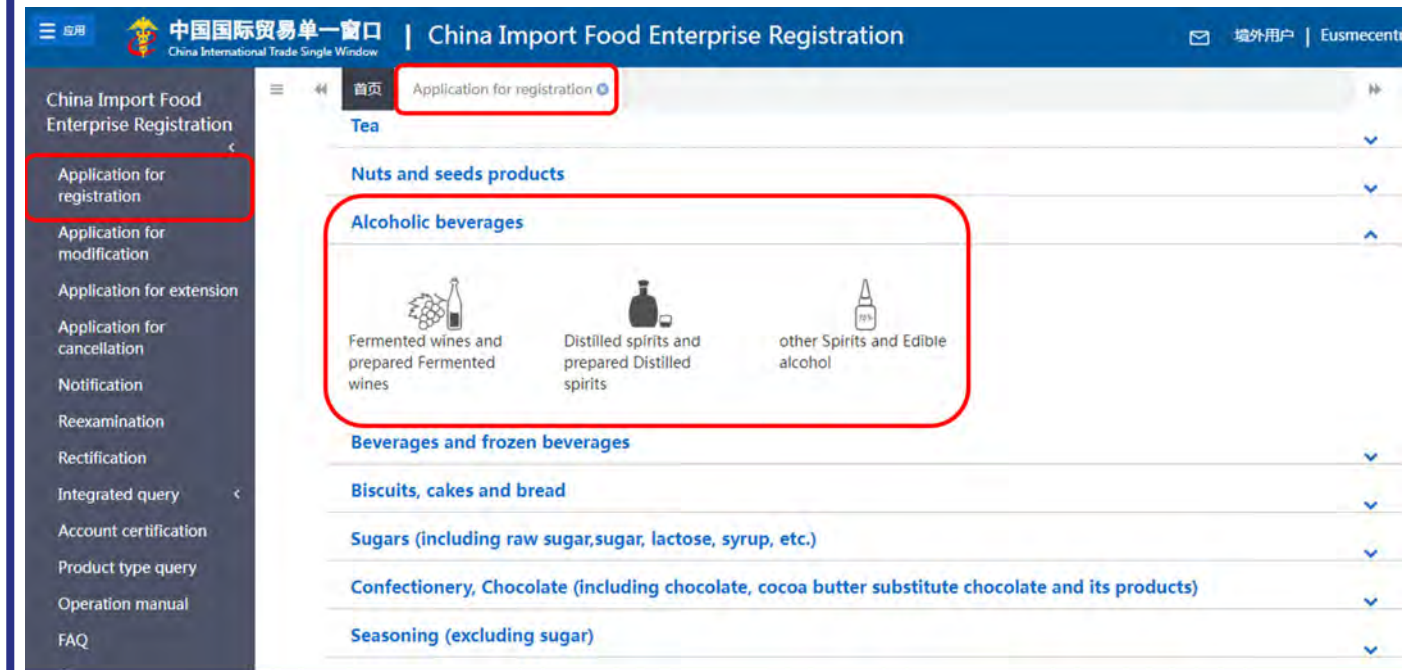 应用
中国国际贸易单一窗口
China International Trade Single Window
| China Import Food Enterprise Registration
境外用户 | Eusmecentr
China Import Food
Enterprise Registration
Application for
registration
Application for
modification
Application for extension
Application for
cancellation
Notification
Reexamination
Rectification
Integrated query
Account certification
Product type query
Operation manual
FAQ
首页
Application for registration
Tea
Nuts and seeds products
Alcoholic beverages
Fermented wines and
prepared Fermented
wines
Distilled spirits and
prepared Distilled
spirits
other Spirits and Edible
alcohol
Beverages and frozen beverages
Biscuits, cakes and bread
Sugars (including raw sugar,sugar, lactose, syrup, etc.)
Confectionery, Chocolate (including chocolate, cocoa butter substitute chocolate and its products)
Seasoning (excluding sugar)